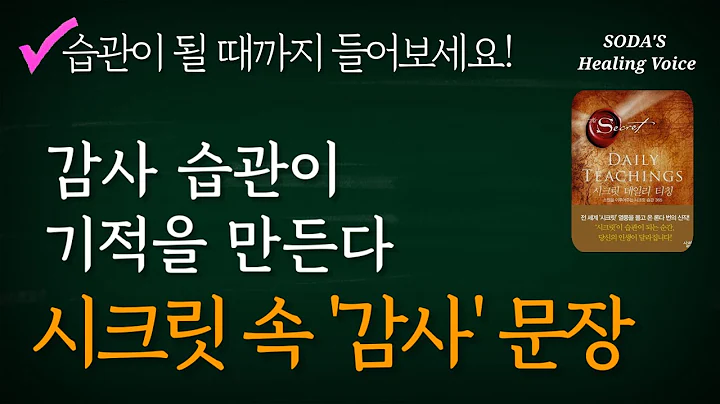 습관이 될 때까지 들어보세요!
SODA'S
Healing Voice
감사 습관이
기적을 만든다
시크릿 속 '감사' 문장
Secret
DAILY
TEACHINGS
시크릿 데일리 티칭
전 세계 '시크릿' 열풍을 몰고 온 론다 번의 신작!
'시크릿'이 습관이 되는 순간,
당신의 인생이 달라집니다!